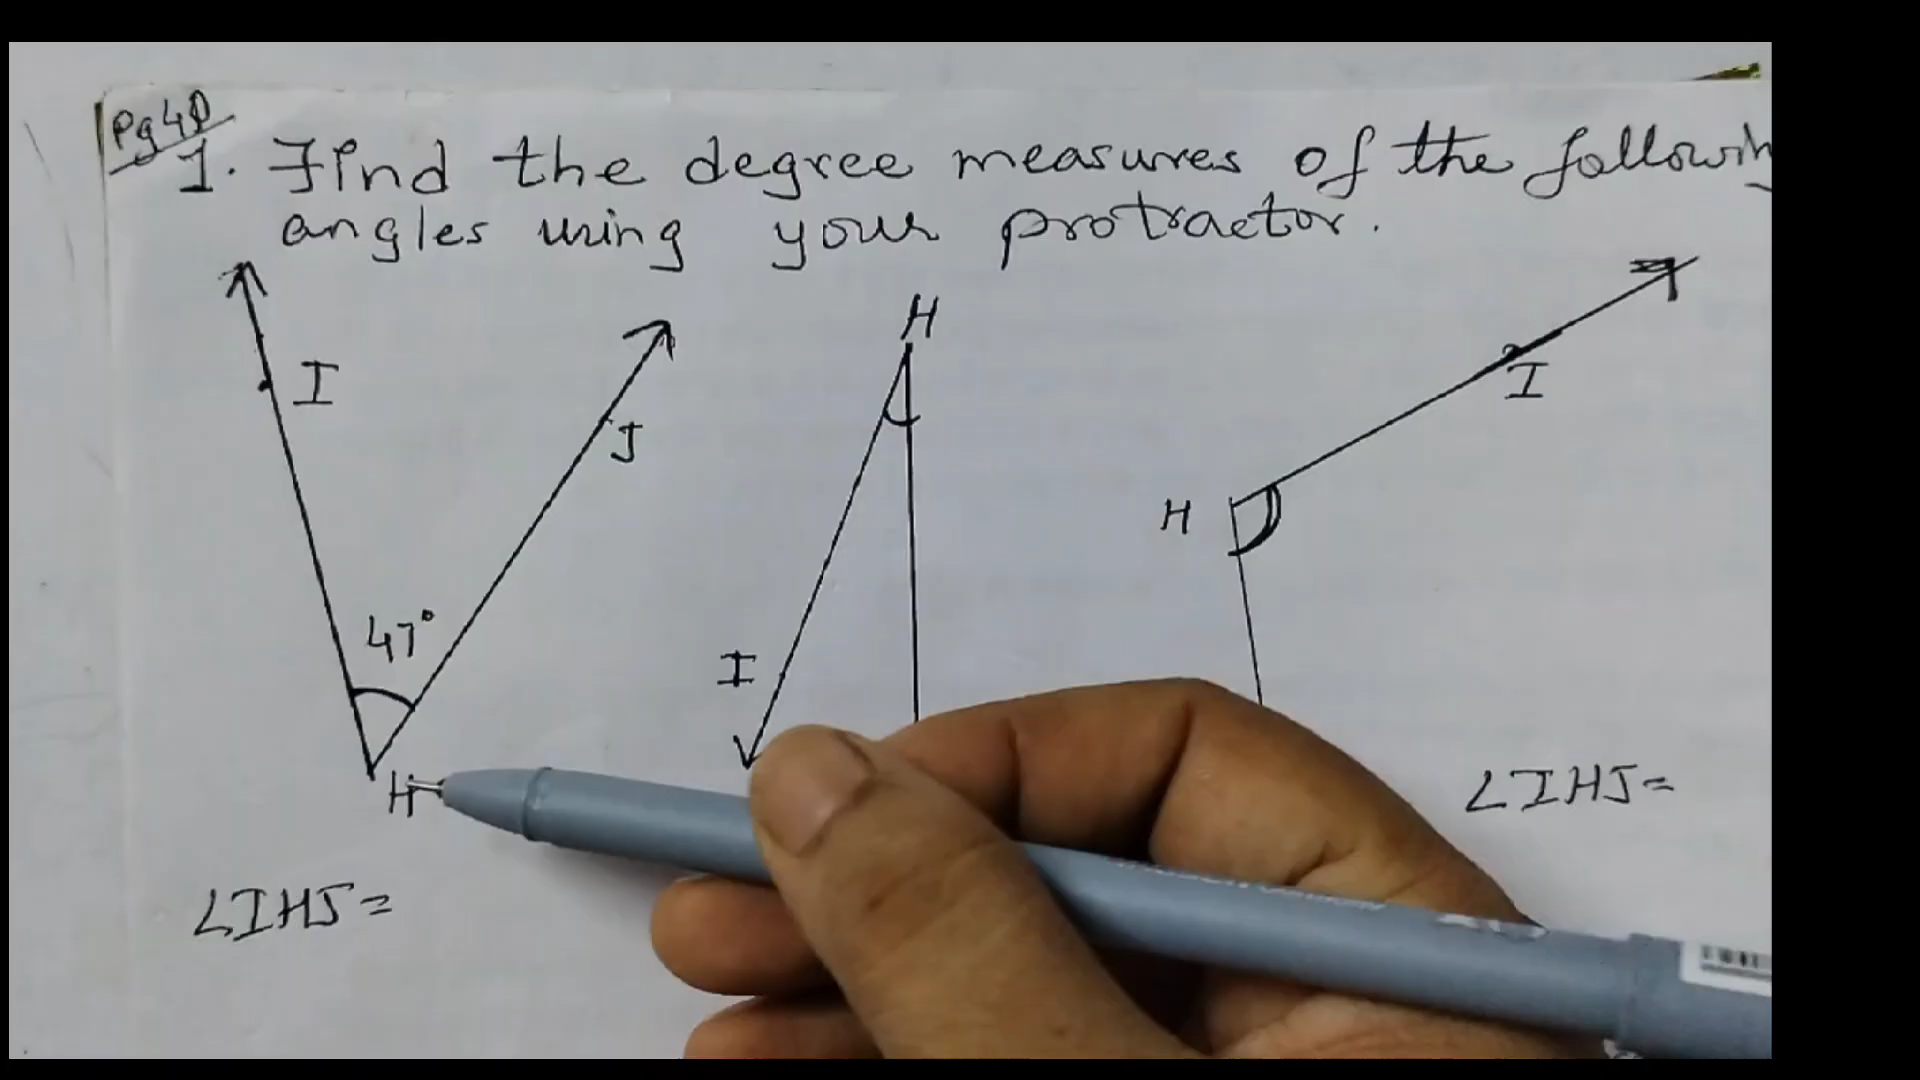 Pg 40
1. Find the degree measures of the followin
angles using your protractor.
I
J
47°
H
∠IHJ=
H
I
H
I
∠IHJ=